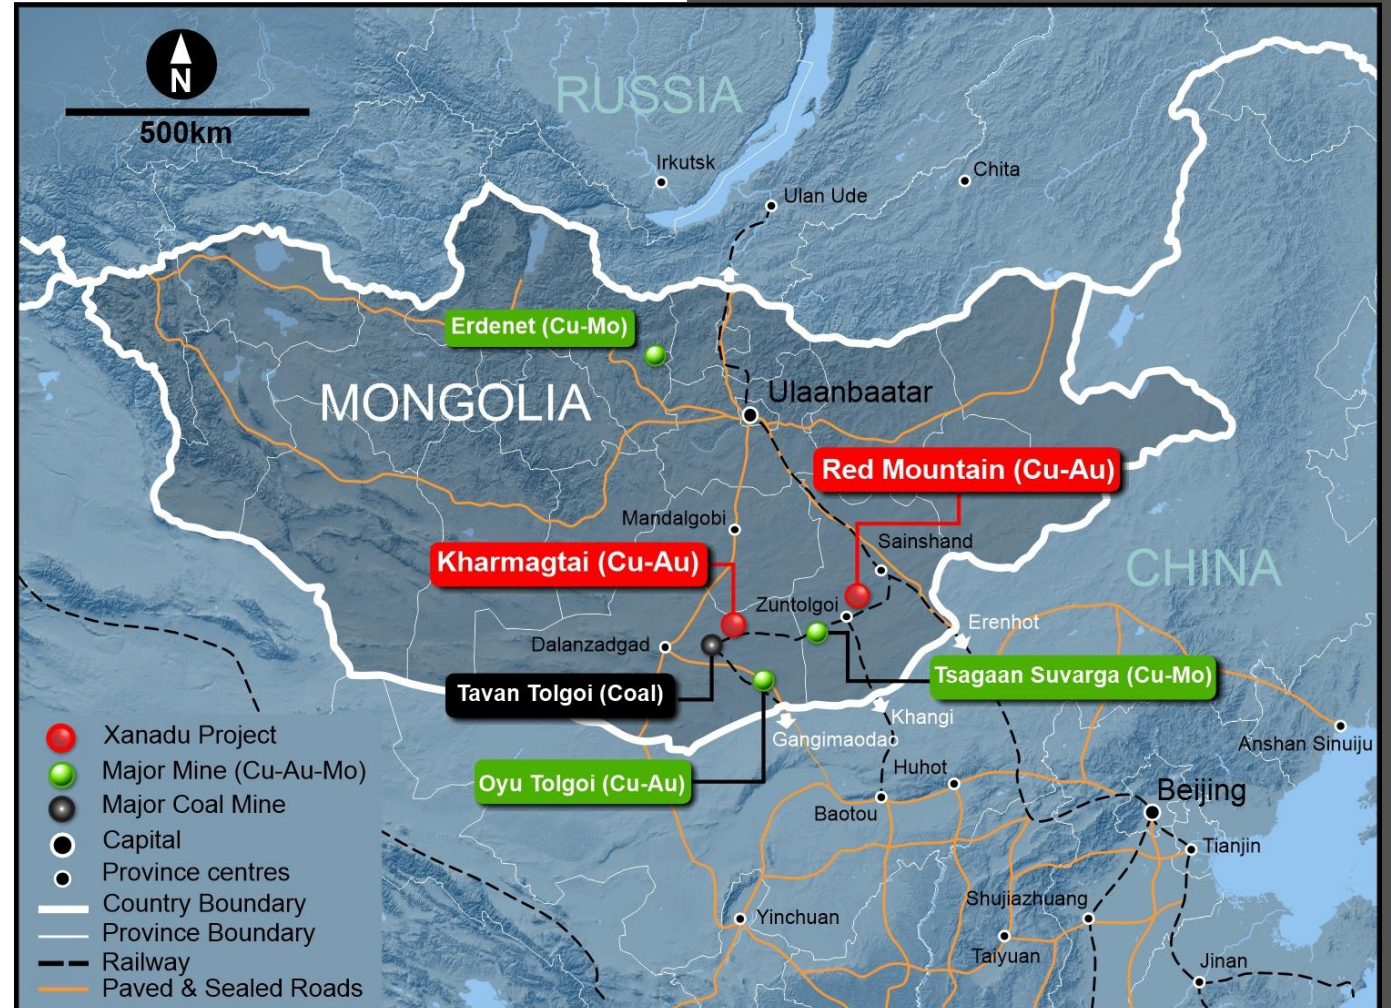 N
500km
RUSSIA
Irkutsk
Chita
Ulan Ude
Erdenet (Cu-Mo)
MONGOLIA
Ulaanbaatar
Red Mountain (Cu-Au)
Mandalgobi
Sainshand
Kharmagtai (Cu-Au)
CHINA
Zuntolgoi
Erenhot
Dalanzadgad
Tsagaan Suvarga (Cu-Mo)
Tavan Tolgoi (Coal)
Khangi
Gangimaodao
Anshan Sinuiju
Oyu Tolgoi (Cu-Au)
Huhot
Beijing
Baotou
Tianjin
Shujiazhuang
Yinchuan
Taiyuan
Jinan
Xanadu Project
Major Mine (Cu-Au-Mo)
Major Coal Mine
Capital
Province centres
Country Boundary
Province Boundary
Railway
Paved & Sealed Roads